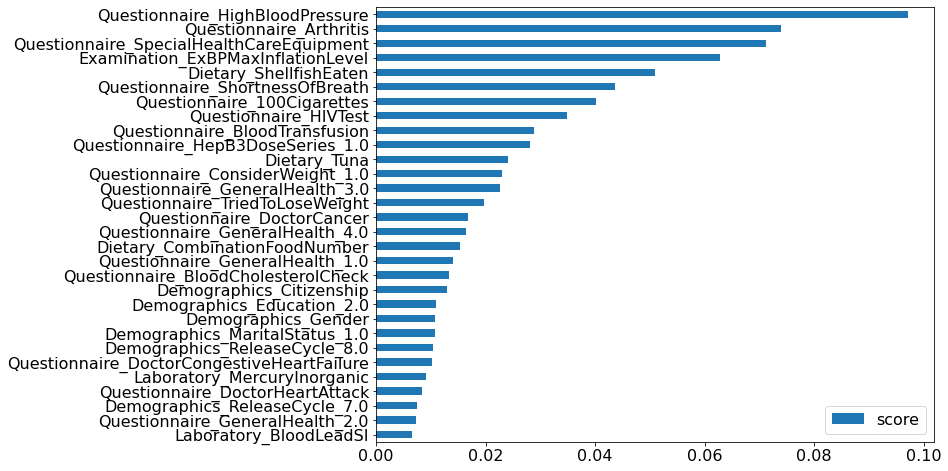 Questionnaire_HighBloodPressure
Questionnaire_Arthritis
Questionnaire_SpecialHealthCareEquipment
Examination_ExBPMaxInflationLevel
Dietary_ShellfishEaten
Questionnaire_ShortnessOfBreath
Questionnaire_100Cigarettes
Questionnaire_HIVTest
Questionnaire_BloodTransfusion
Questionnaire_HepB3DoseSeries_1.0
Dietary_Tuna
Questionnaire_ConsiderWeight_1.0
Questionnaire_GeneralHealth_3.0
Questionnaire_TriedToLoseWeight
Questionnaire_DoctorCancer
Questionnaire_GeneralHealth_4.0
Dietary_CombinationFoodNumber
Questionnaire_GeneralHealth_1.0
Questionnaire_BloodCholesterolCheck
Demographics_Citizenship
Demographics_Education_2.0
Demographics_Gender
Demographics_MaritalStatus_1.0
Demographics_ReleaseCycle_8.0
Questionnaire_DoctorCongestiveHeartFailure
Laboratory_MercuryInorganic
Questionnaire_DoctorHeartAttack
Demographics_ReleaseCycle_7.0
Questionnaire_GeneralHealth_2.0
Laboratory_BloodLeadSI
score
0.00 0.02 0.04 0.06 0.08 0.10